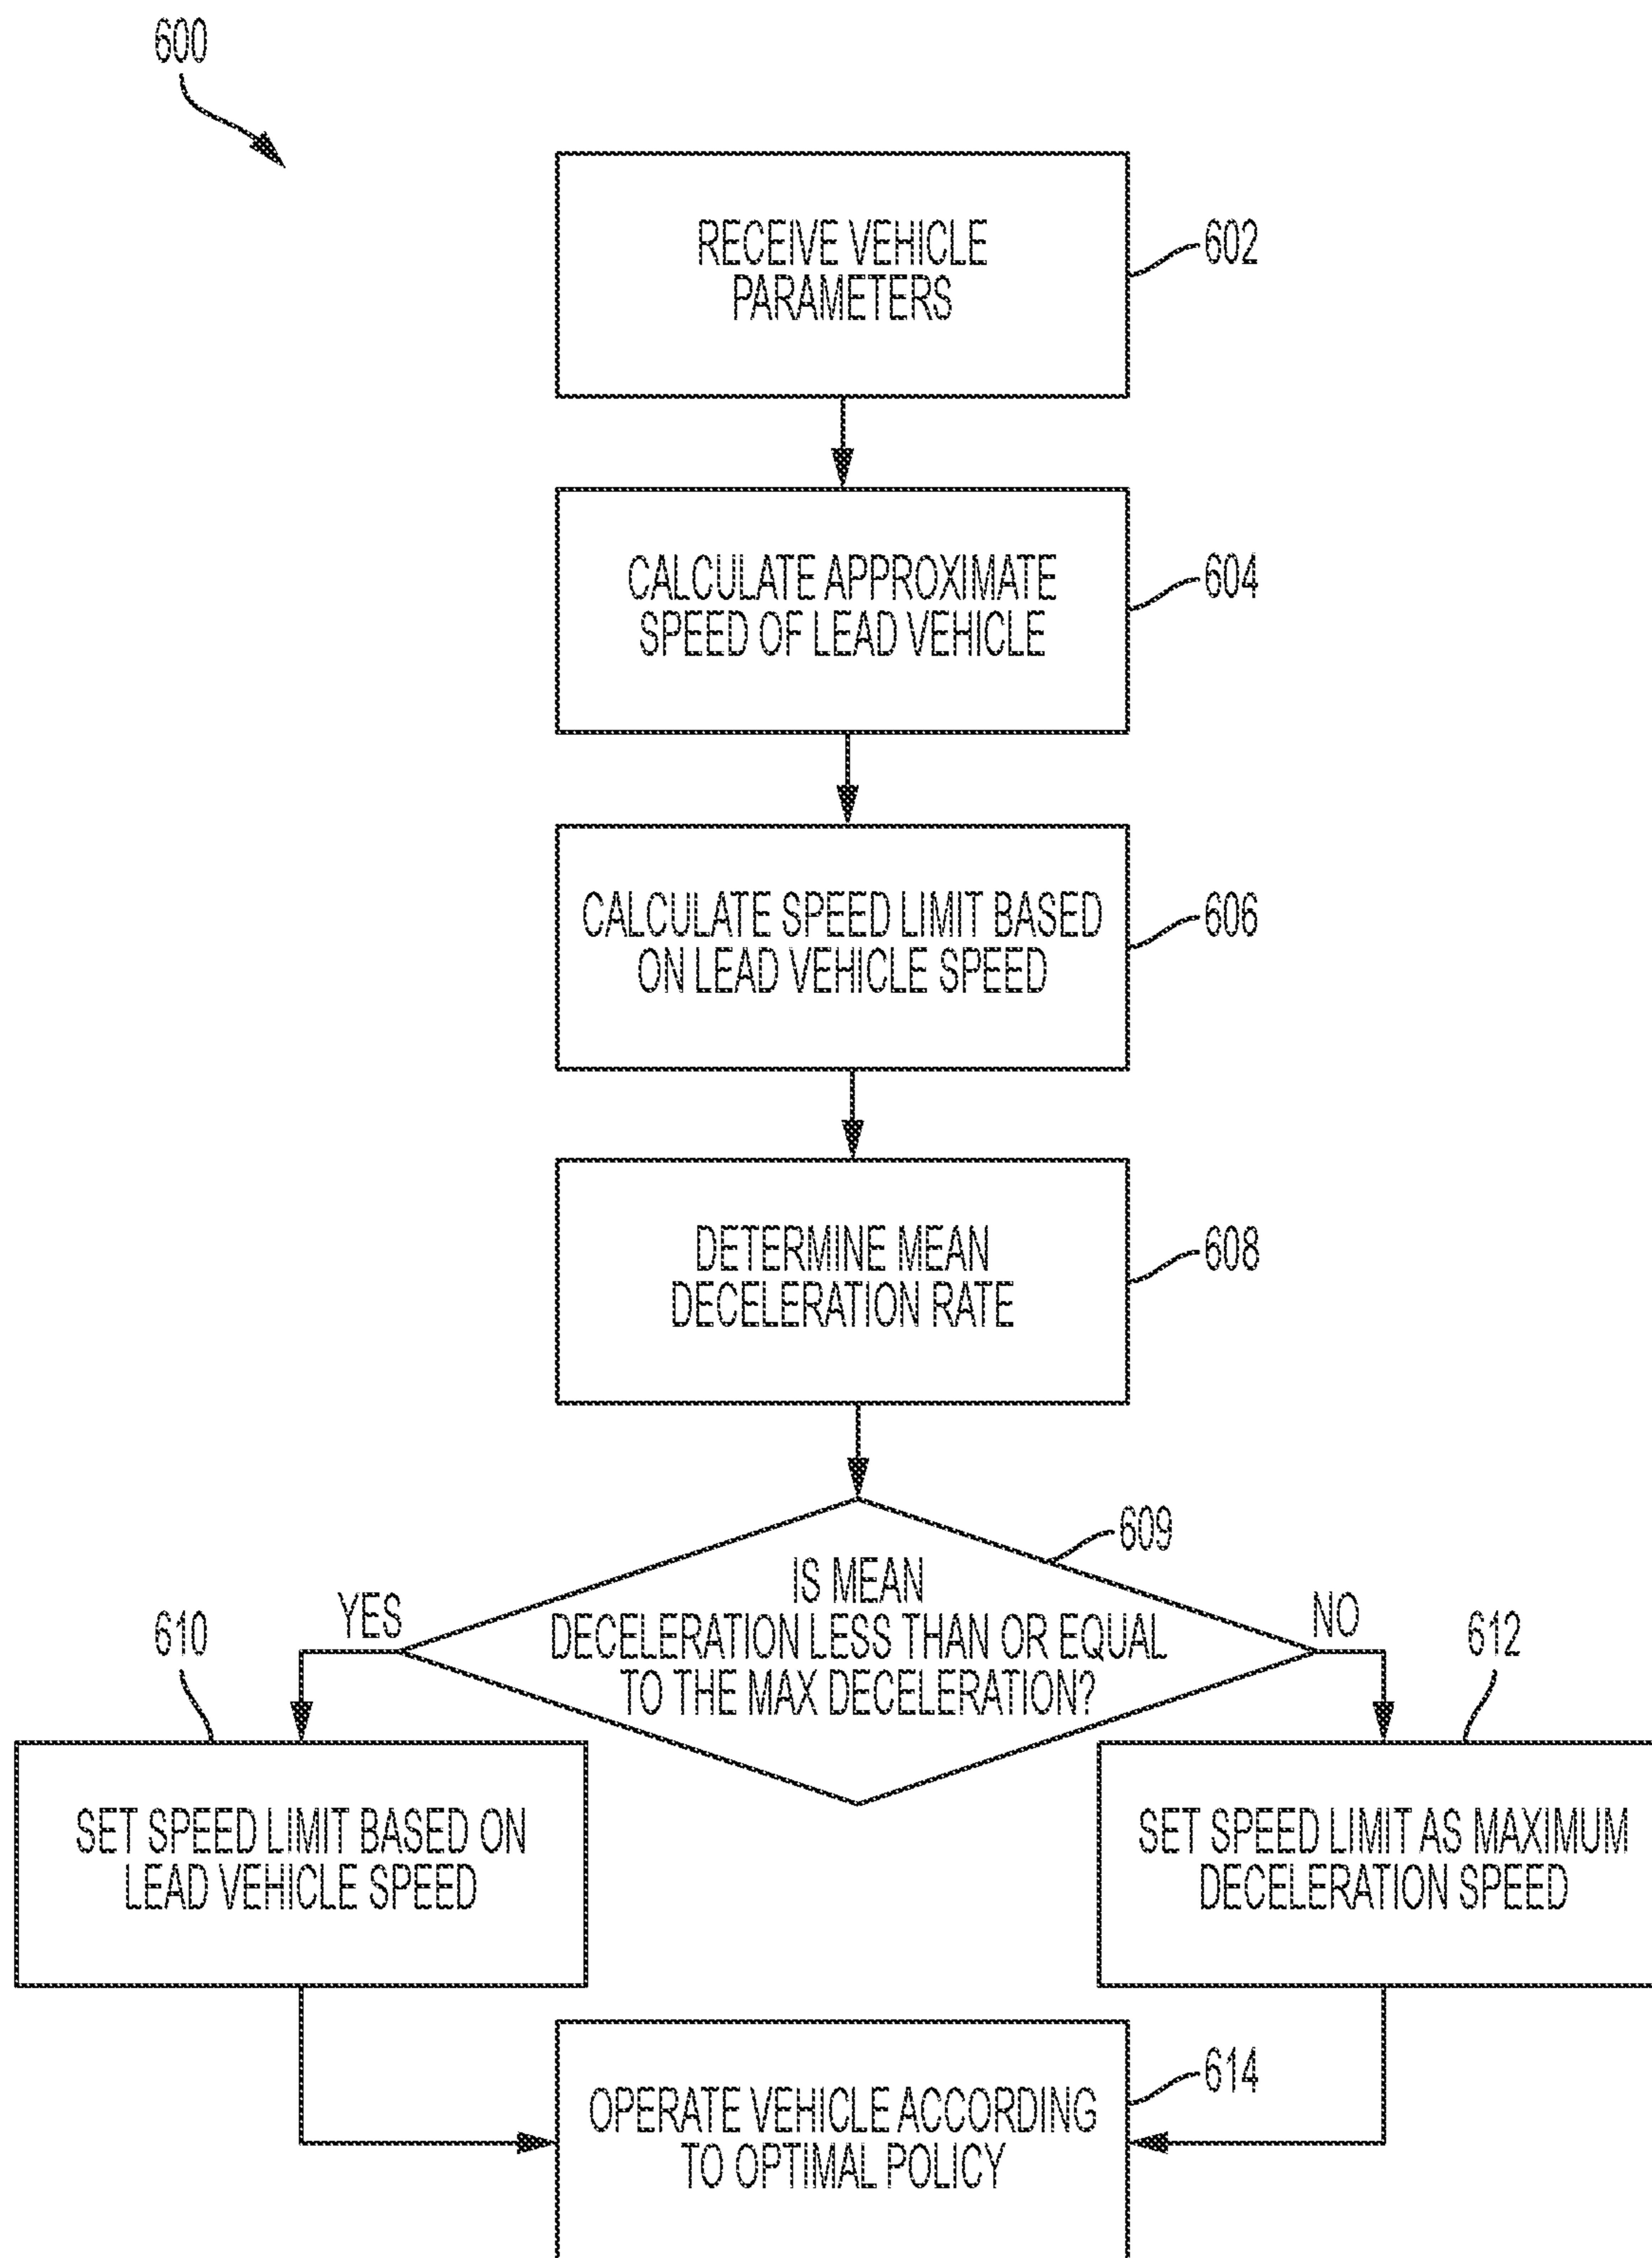 600
RECEIVE VEHICLE
PARAMETERS
602
CALCULATE APPROXIMATE
SPEED OF LEAD VEHICLE
604
CALCULATE SPEED LIMIT BASED
ON LEAD VEHICLE SPEED
606
DETERMINE MEAN
DECELERATION RATE
608
609
IS MEAN
DECELERATION LESS THAN OR EQUAL
TO THE MAX DECELERATION?
YES
NO
610
612
SET SPEED LIMIT BASED ON
LEAD VEHICLE SPEED
SET SPEED LIMIT AS MAXIMUM
DECELERATION SPEED
OPERATE VEHICLE ACCORDING
TO OPTIMAL POLICY
614